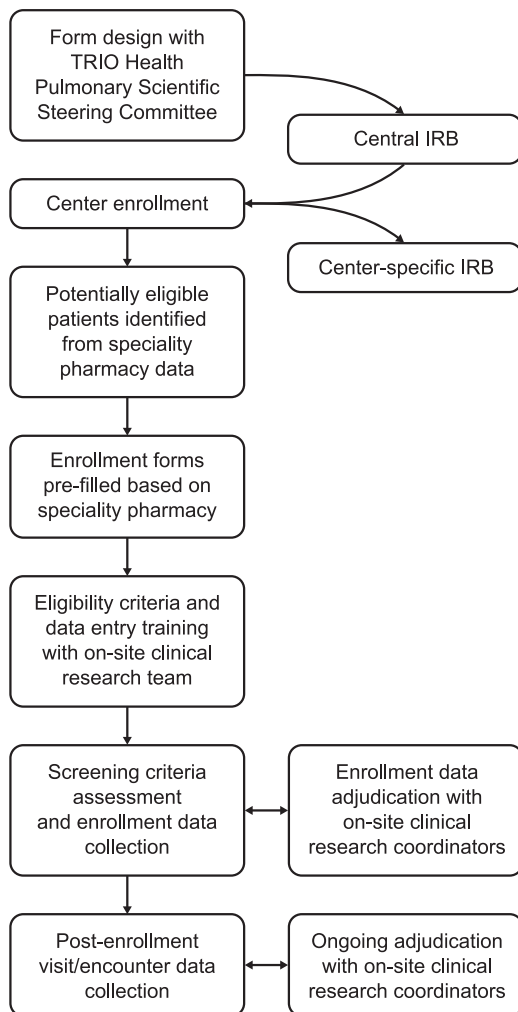 Form design with
TRIO Health
Pulmonary Scientific
Steering Committee
Central IRB
Center enrollment
Center-specific IRB
Potentially eligible
patients identified
from speciality
pharmacy data
Enrollment forms
pre-filled based on
speciality pharmacy
Eligibility criteria and
data entry training
with on-site clinical
research team
Screening criteria
assessment
and enrollment data
collection
Enrollment data
adjudication with
on-site clinical
research coordinators
Post-enrollment
visit/encounter data
collection
Ongoing adjudication
with on-site clinical
research coordinators